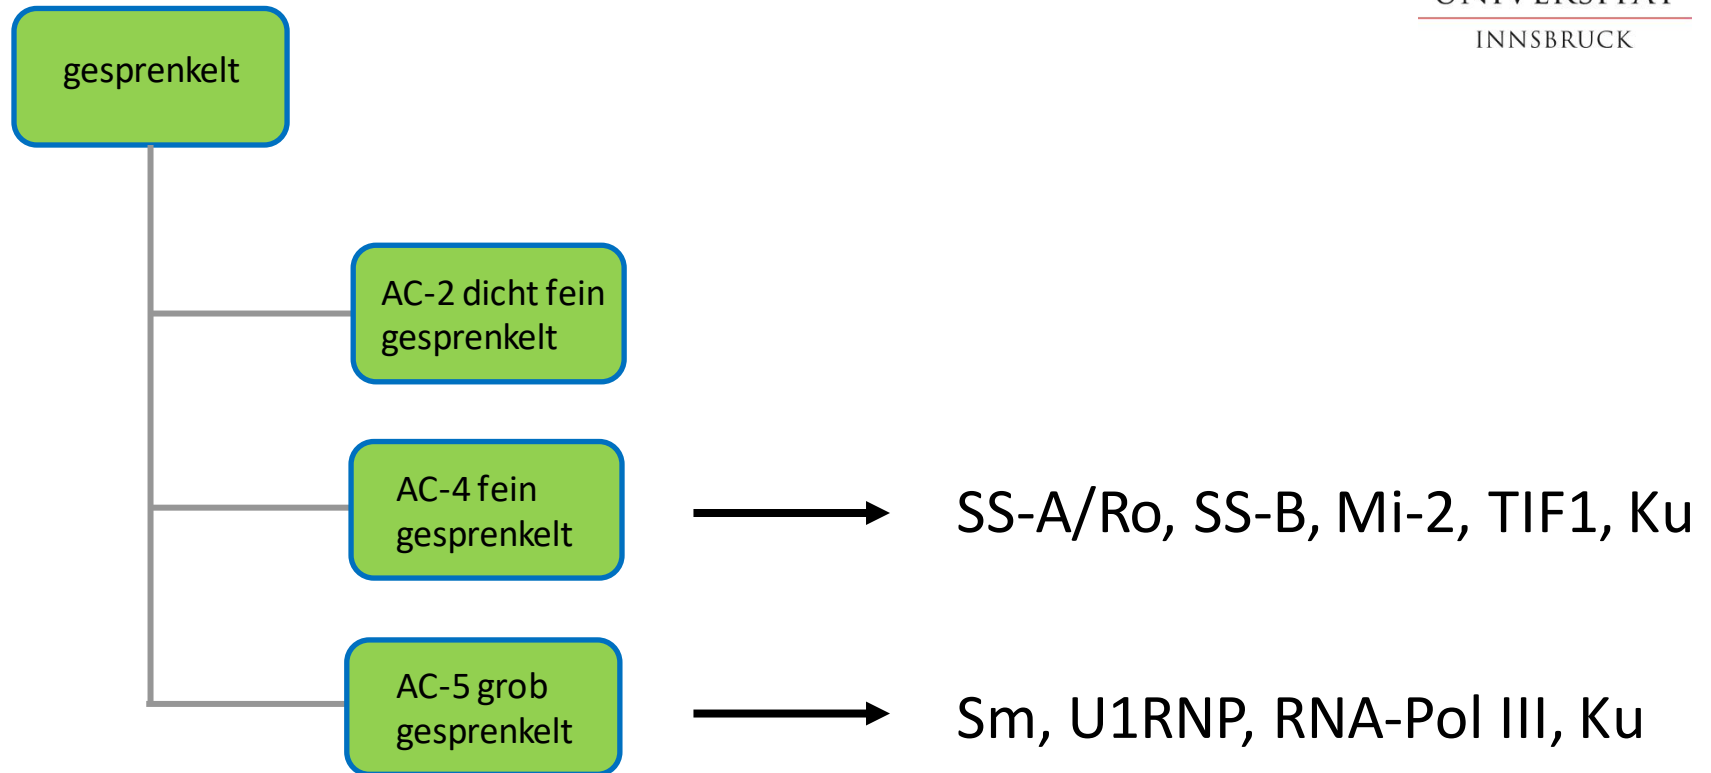 UNIVERSITÄT
INNSBRUCK
gesprenkelt
AC-2 dicht fein
gesprenkelt
AC-4 fein
gesprenkelt
SS-A/Ro, SS-B, Mi-2, TIF1, Ku
AC-5 grob
gesprenkelt
Sm, U1RNP, RNA-Pol III, Ku